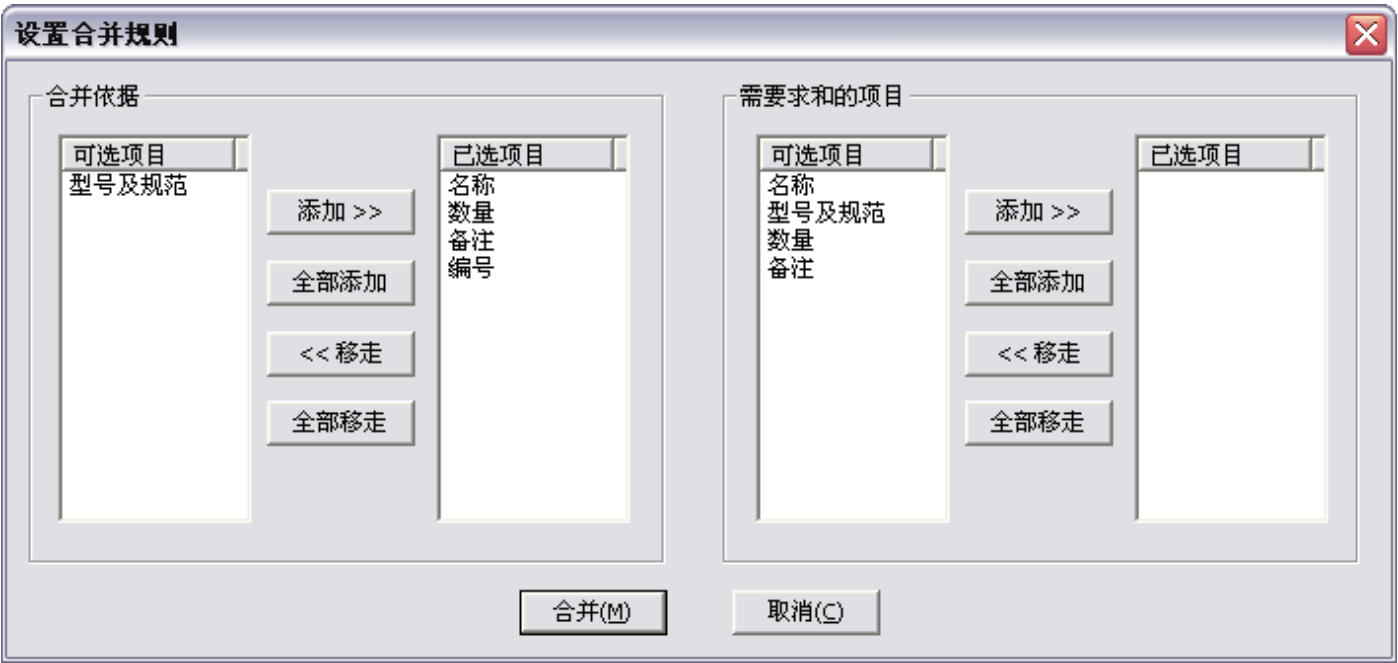 设置合并规则
合并依据
可选项目
型号及规范
添加 >>
全部添加
<< 移走
全部移走
已选项目
名称
数量
备注
编号
需要求和的项目
可选项目
名称
型号及规范
数量
备注
添加 >>
全部添加
<< 移走
全部移走
已选项目
合并(M)
取消(C)